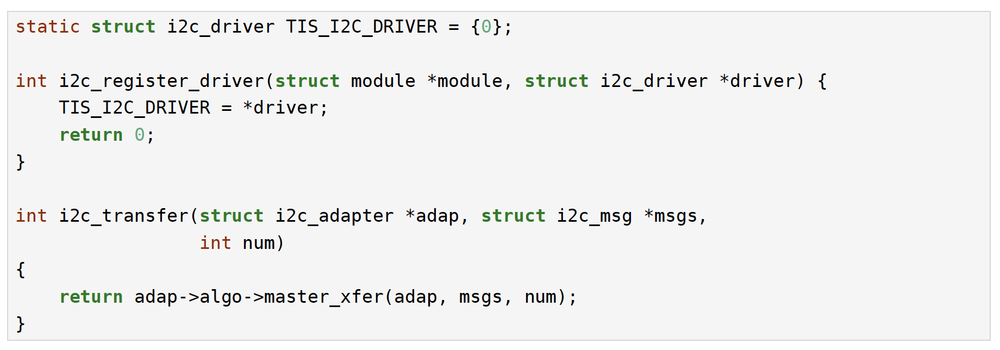 static struct i2c_driver TIS_I2C_DRIVER = {0};

int i2c_register_driver(struct module *module, struct i2c_driver *driver) {
    TIS_I2C_DRIVER = *driver;
    return 0;
}

int i2c_transfer(struct i2c_adapter *adap, struct i2c_msg *msgs,
                 int num)
{
    return adap->algo->master_xfer(adap, msgs, num);
}